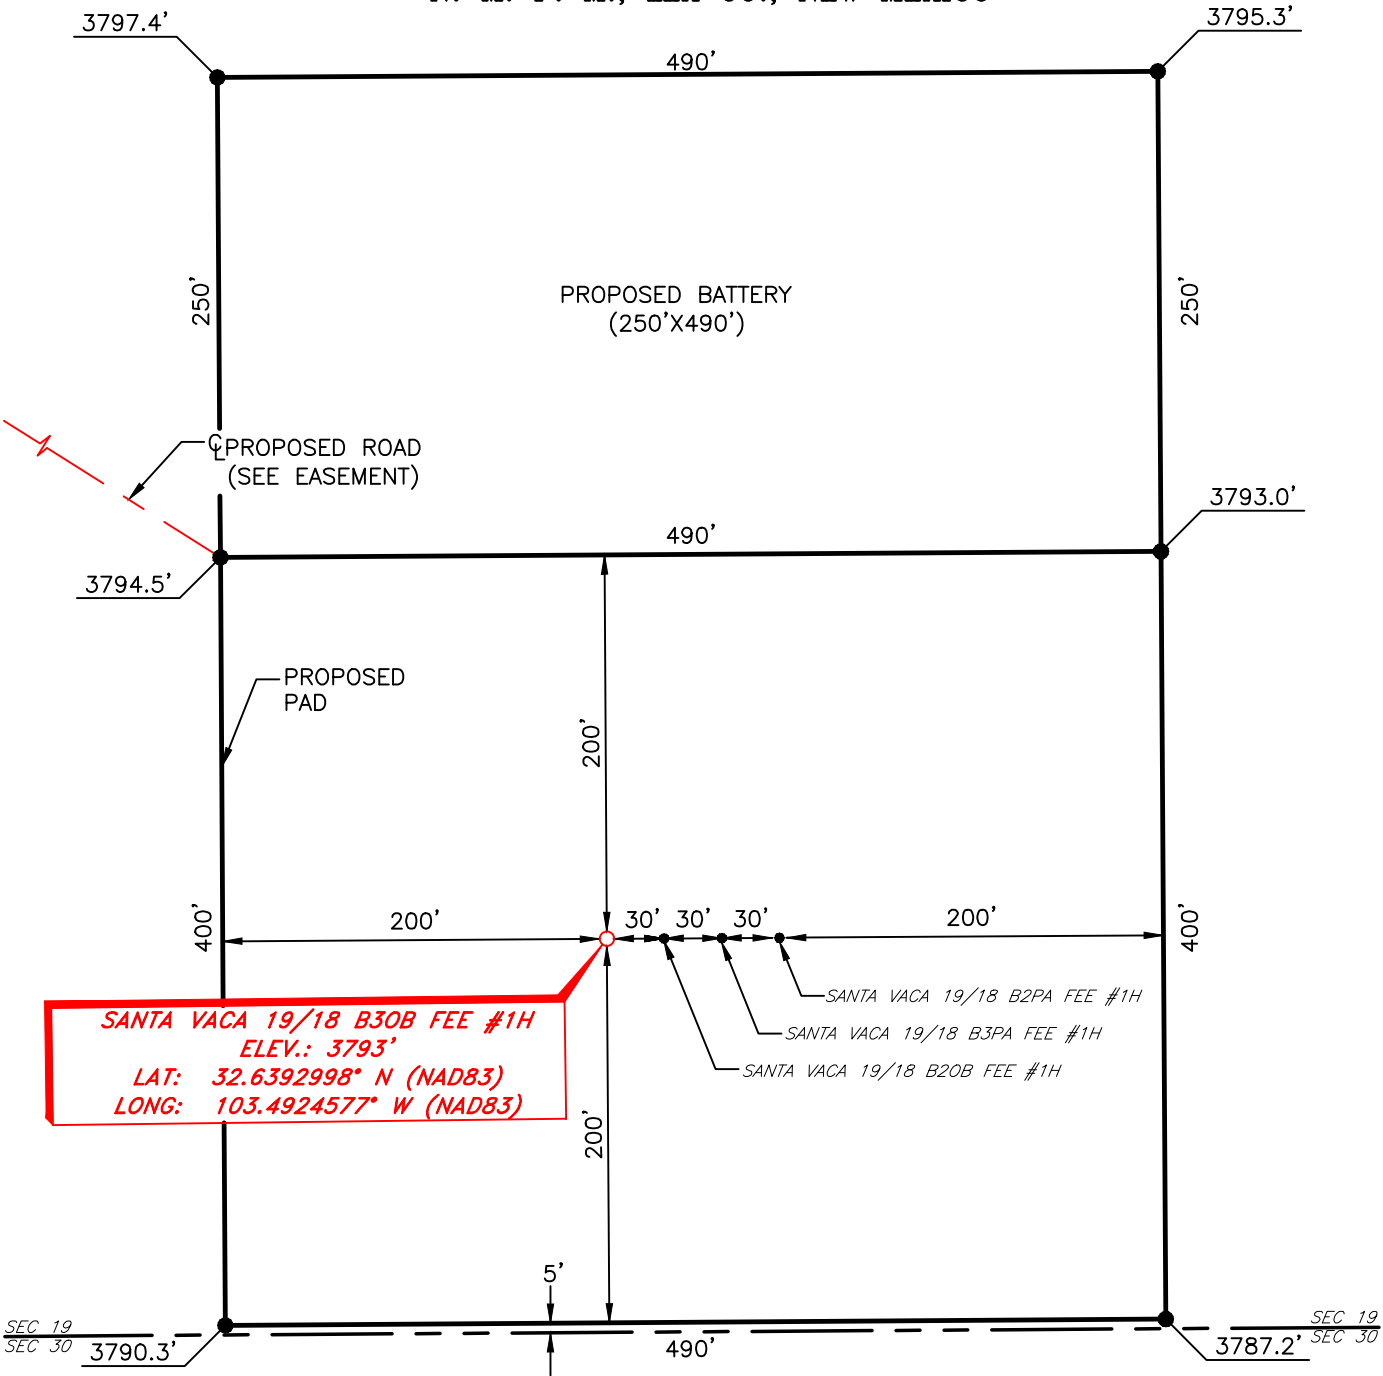 3797.4'
3795.3'
490'
250'
PROPOSED BATTERY
(250'X490')
250'
℄ PROPOSED ROAD
(SEE EASEMENT)
3793.0'
490'
3794.5'
PROPOSED
PAD
200'
400'
200'
30'
30'
30'
200'
400'
SANTA VACA 19/18 B2PA FEE #1H
SANTA VACA 19/18 B3OB FEE #1H
SANTA VACA 19/18 B3PA FEE #1H
ELEV.: 3793'
SANTA VACA 19/18 B2OB FEE #1H
LAT: 32.6392998° N (NAD83)
LONG: 103.4924577° W (NAD83)
200'
5'
SEC 19
SEC 30
3790.3'
490'
3787.2'
SEC 19
SEC 30